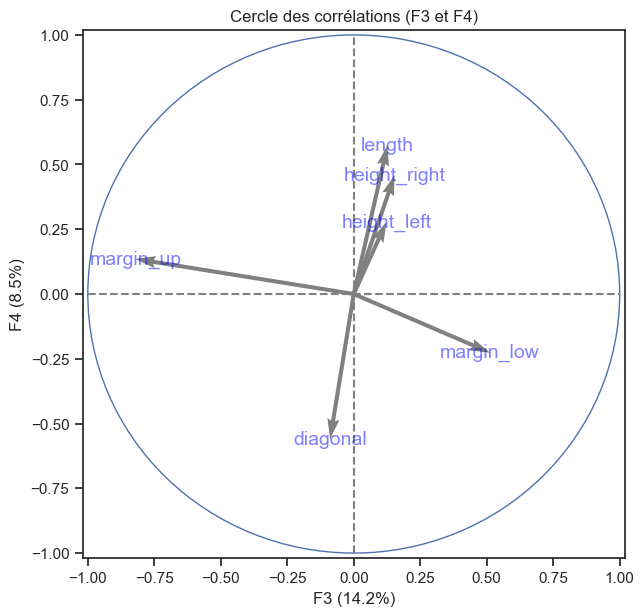 Cercle des corrélations (F3 et F4)
1.00
0.75
0.50
0.25
0.00
−0.25
−0.50
−0.75
−1.00
F4 (8.5%)
length
height_right
height_left
margin_up
margin_low
diagonal
−1.00 −0.75 −0.50 −0.25 0.00 0.25 0.50 0.75 1.00
F3 (14.2%)